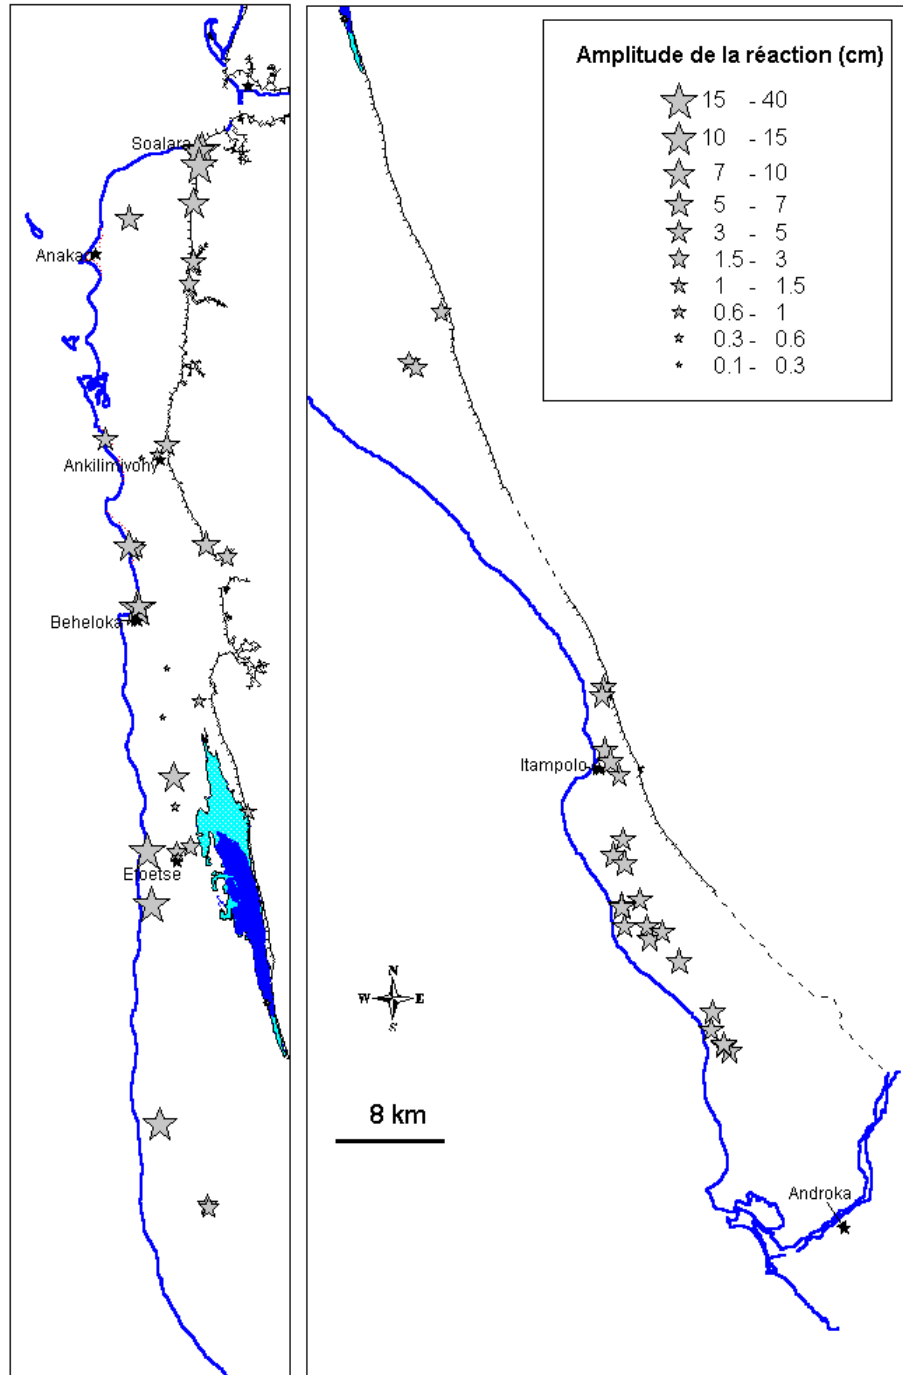 Soalara
Anaka
Ankilimivony
Beheloka
Efoetse
Amplitude de la réaction (cm)
15 - 40
10 - 15
7 - 10
5 - 7
3 - 5
1.5 - 3
1 - 1.5
0.6 - 1
0.3 - 0.6
0.1 - 0.3
Itampolo
N
W E
S
8 km
Androka